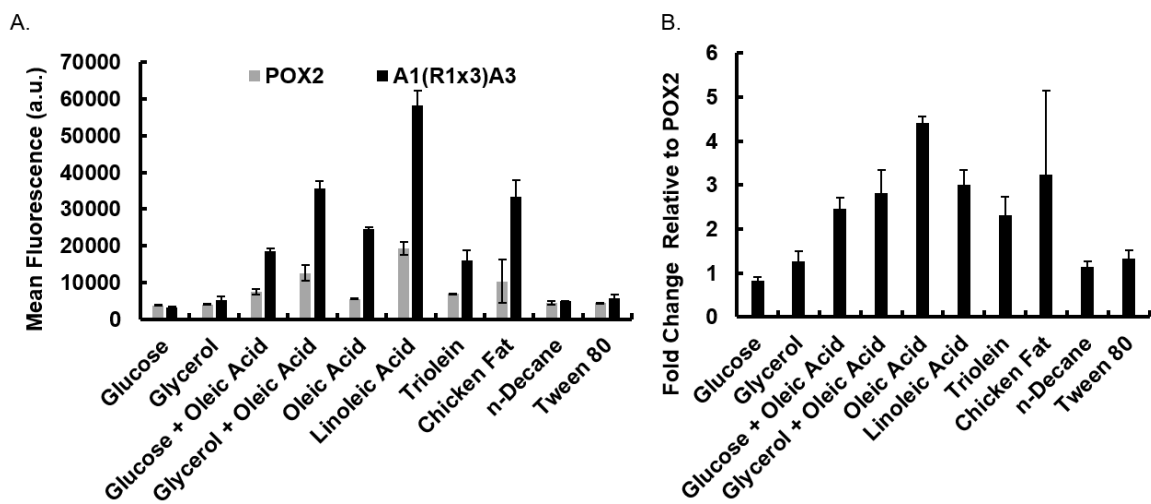 A.
Mean Fluorescence (a.u.)
70000
60000
50000
40000
30000
20000
10000
0
POX2
A1(R1x3)A3
Glucose
Glycerol
Glucose + Oleic Acid
Glycerol + Oleic Acid
Oleic Acid
Linoleic Acid
Triolein
Chicken Fat
n-Decane
Tween 80
B.
Fold Change Relative to POX2
6
5
4
3
2
1
0
Glucose
Glycerol
Glucose + Oleic Acid
Glycerol + Oleic Acid
Oleic Acid
Linoleic Acid
Triolein
Chicken Fat
n-Decane
Tween 80